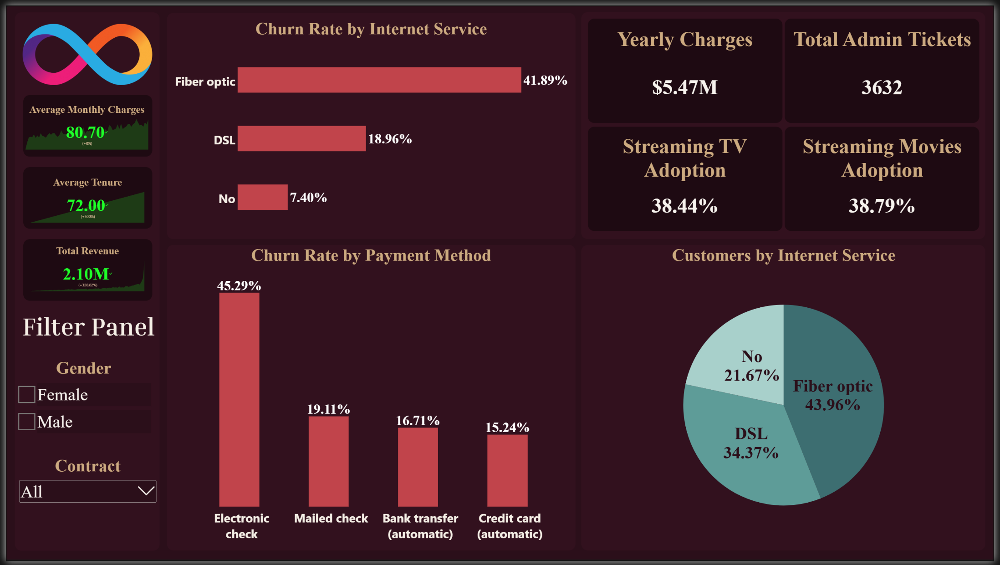 Average Monthly Charges
80.70
(+0%)
Average Tenure
72.00
(+500%)
Total Revenue
2.10M
(+320.82%)
Filter Panel
Gender
Female
Male
Contract
All
Churn Rate by Internet Service
Fiber optic 41.89%
DSL 18.96%
No 7.40%
Churn Rate by Payment Method
45.29%
19.11%
16.71%
15.24%
Electronic check
Mailed check
Bank transfer (automatic)
Credit card (automatic)
Yearly Charges
$5.47M
Total Admin Tickets
3632
Streaming TV
Adoption
38.44%
Streaming Movies
Adoption
38.79%
Customers by Internet Service
No
21.67%
Fiber optic
43.96%
DSL
34.37%